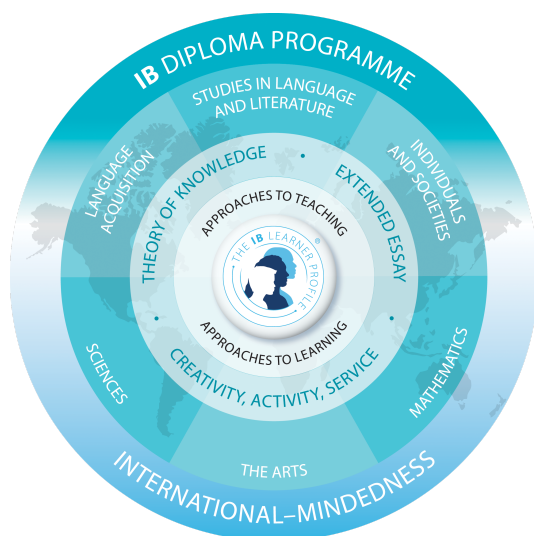 IB DIPLOMA PROGRAMME
STUDIES IN LANGUAGE
AND LITERATURE
LANGUAGE
ACQUISITION
INDIVIDUALS
AND SOCIETIES
THEORY OF KNOWLEDGE
EXTENDED ESSAY
APPROACHES TO TEACHING
THE IB LEARNER PROFILE®
APPROACHES TO LEARNING
CREATIVITY, ACTIVITY, SERVICE
SCIENCES
MATHEMATICS
THE ARTS
INTERNATIONAL–MINDEDNESS